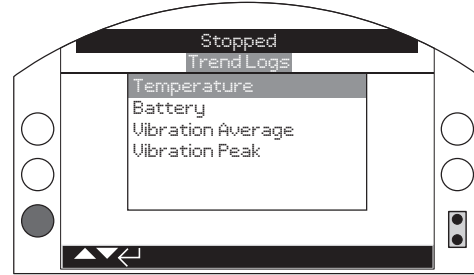 Stopped
Trend Logs
Temperature
Battery
Vibration Average
Vibration Peak